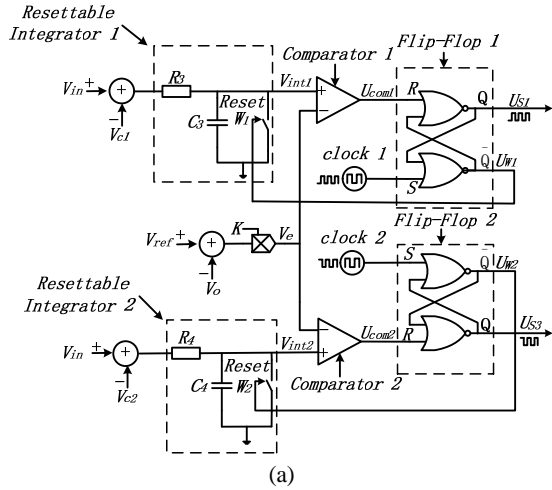 Resettable
Integrator 1
Comparator 1
Flip-Flop 1
Vin + R3 Vint1 + Ucom1 R Q US1
− Vc1 C3 Reset W1 −
clock 1 S Q̄ UW1
Flip-Flop 2
K
Vref + Ve clock 2 S Q̄ UW2
− Vo
Resettable
Integrator 2
Vin + R4 Vint2 − + Ucom2 R Q US3
− Vc2 C4 Reset W2
Comparator 2
(a)